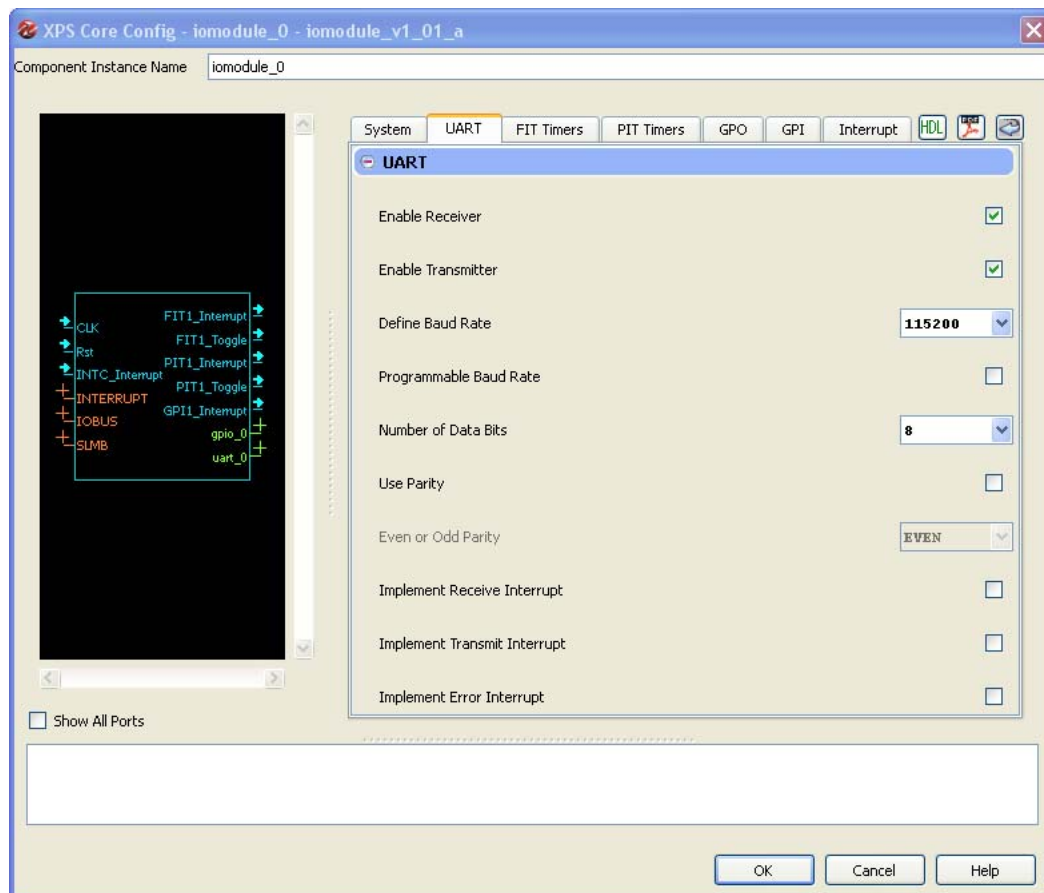 XPS Core Config - iomodule_0 - iomodule_v1_01_a
Component Instance Name iomodule_0
System UART FIT Timers PIT Timers GPO GPI Interrupt HDL PDF
UART
Enable Receiver
Enable Transmitter
Define Baud Rate 115200
Programmable Baud Rate
Number of Data Bits 8
Use Parity
Even or Odd Parity EVEN
Implement Receive Interrupt
Implement Transmit Interrupt
Implement Error Interrupt
CLK
Rst
INTC_Interrupt
INTERRUPT
IOBUS
SLMB
FIT1_Interrupt
FIT1_Toggle
PIT1_Interrupt
PIT1_Toggle
GPI1_Interrupt
gpio_0
uart_0
Show All Ports
OK Cancel Help